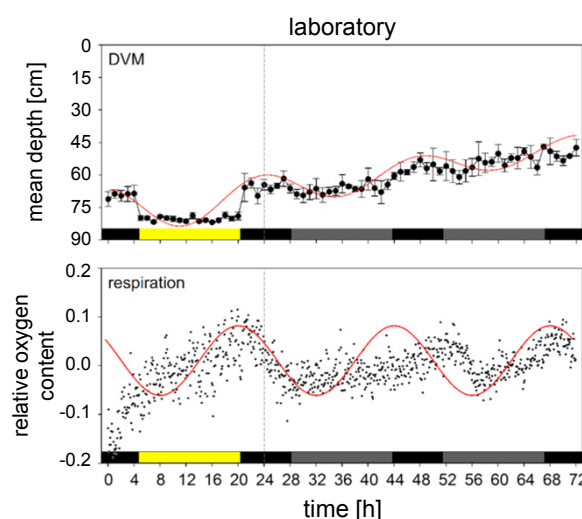 laboratory
DVM
mean depth [cm]
0
15
30
45
60
75
90
respiration
relative oxygen
content
0.2
0.1
0.0
-0.1
-0.2
0 4 8 12 16 20 24 28 32 36 40 44 48 52 56 60 64 68 72
time [h]